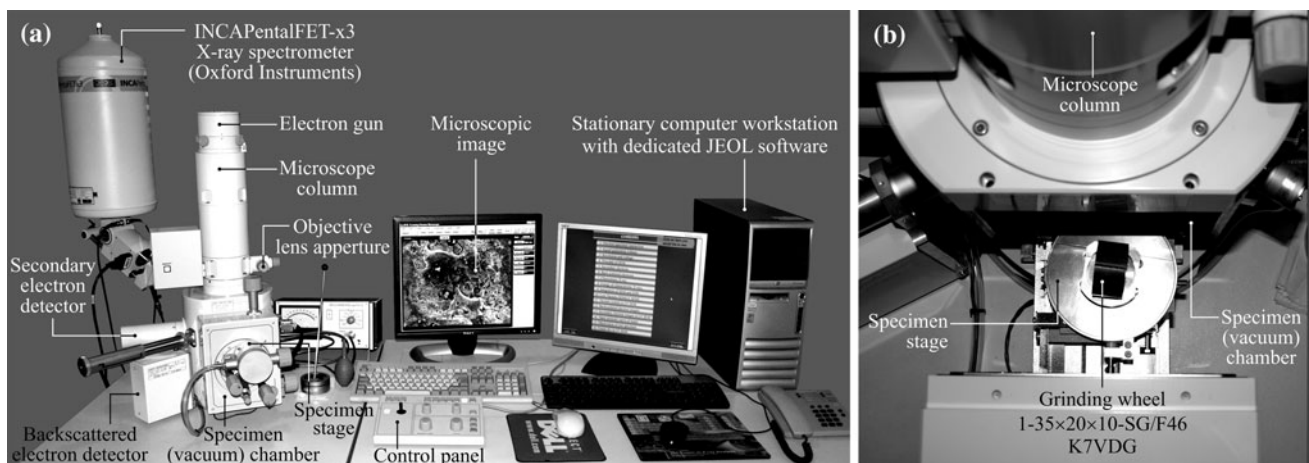 (a)
INCAPentalFET-x3
X-ray spectrometer
(Oxford Instruments)
Electron gun
Microscope
column
Objective
lens apperture
Secondary
electron
detector
Backscattered
electron detector
Specimen
(vacuum) chamber
Specimen
stage
Control panel
Microscopic
image
Stationary computer workstation
with dedicated JEOL software
INCA
DELL
(b)
Microscope
column
Specimen
stage
Specimen
(vacuum)
chamber
Grinding wheel
1-35×20×10-SG/F46
K7VDG